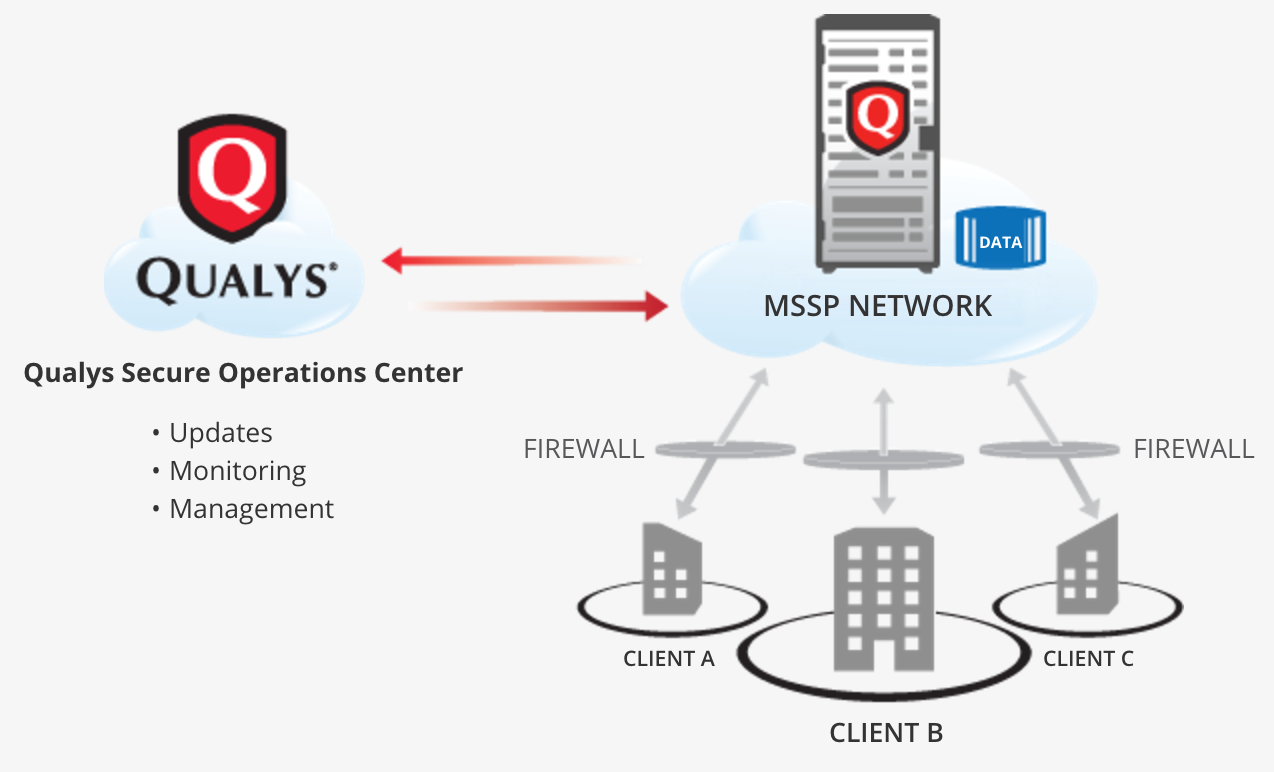 Q
Q
DATA
QUALYS®
MSSP NETWORK
Qualys Secure Operations Center
• Updates
• Monitoring
• Management
FIREWALL
FIREWALL
CLIENT A
CLIENT C
CLIENT B